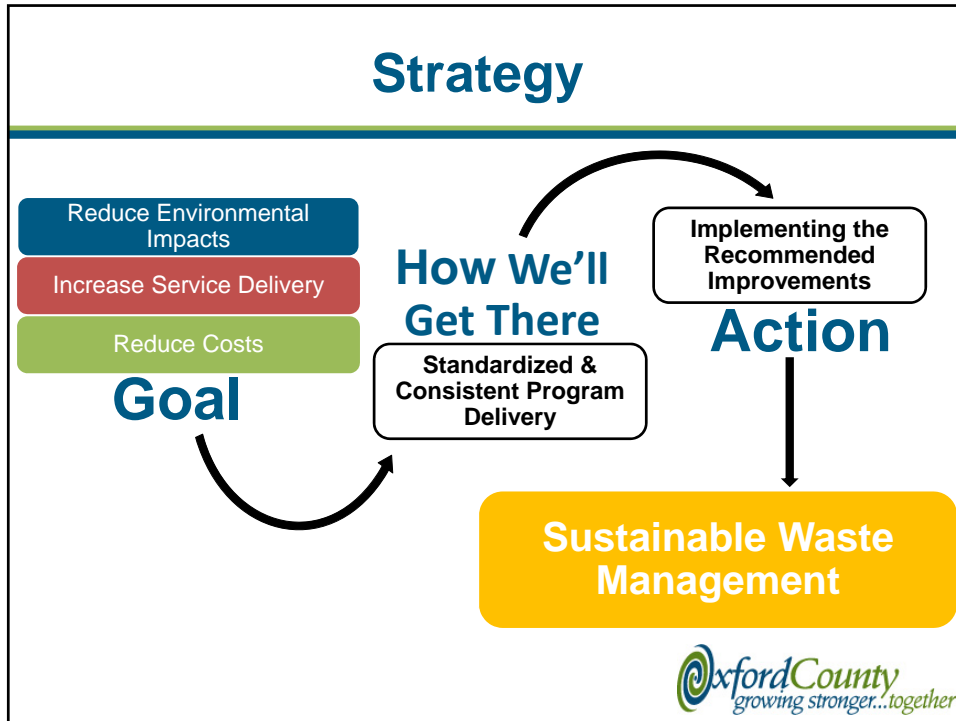 Strategy
Reduce Environmental
Impacts
Increase Service Delivery
Reduce Costs
Goal
How We'll
Get There
Standardized &
Consistent Program
Delivery
Implementing the
Recommended
Improvements
Action
Sustainable Waste
Management
OxfordCounty
growing stronger...together